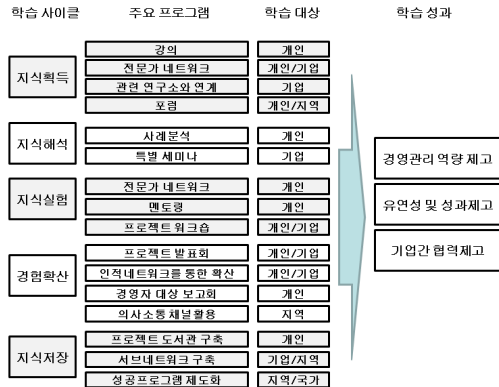 학습 사이클 주요 프로그램 학습 대상 학습 성과
지식획득
강의 개인
전문가 네트워크 개인/기업
관련 연구소와 연계 기업
포럼 개인/지역
지식해석
사례분석 개인
특별 세미나 기업
지식실험
전문가 네트워크 개인
멘토링 개인
프로젝트 워크숍 개인/기업
경험확산
프로젝트 발표회 개인/기업
인적네트워크를 통한 확산 개인/기업
경영자 대상 보고회 개인
의사소통 채널 활용 지역
지식저장
프로젝트 도서관 구축 개인
서브네트워크 구축 기업/지역
성공프로그램 제도화 지역/국가
경영관리 역량 제고
유연성 및 성과제고
기업간 협력제고